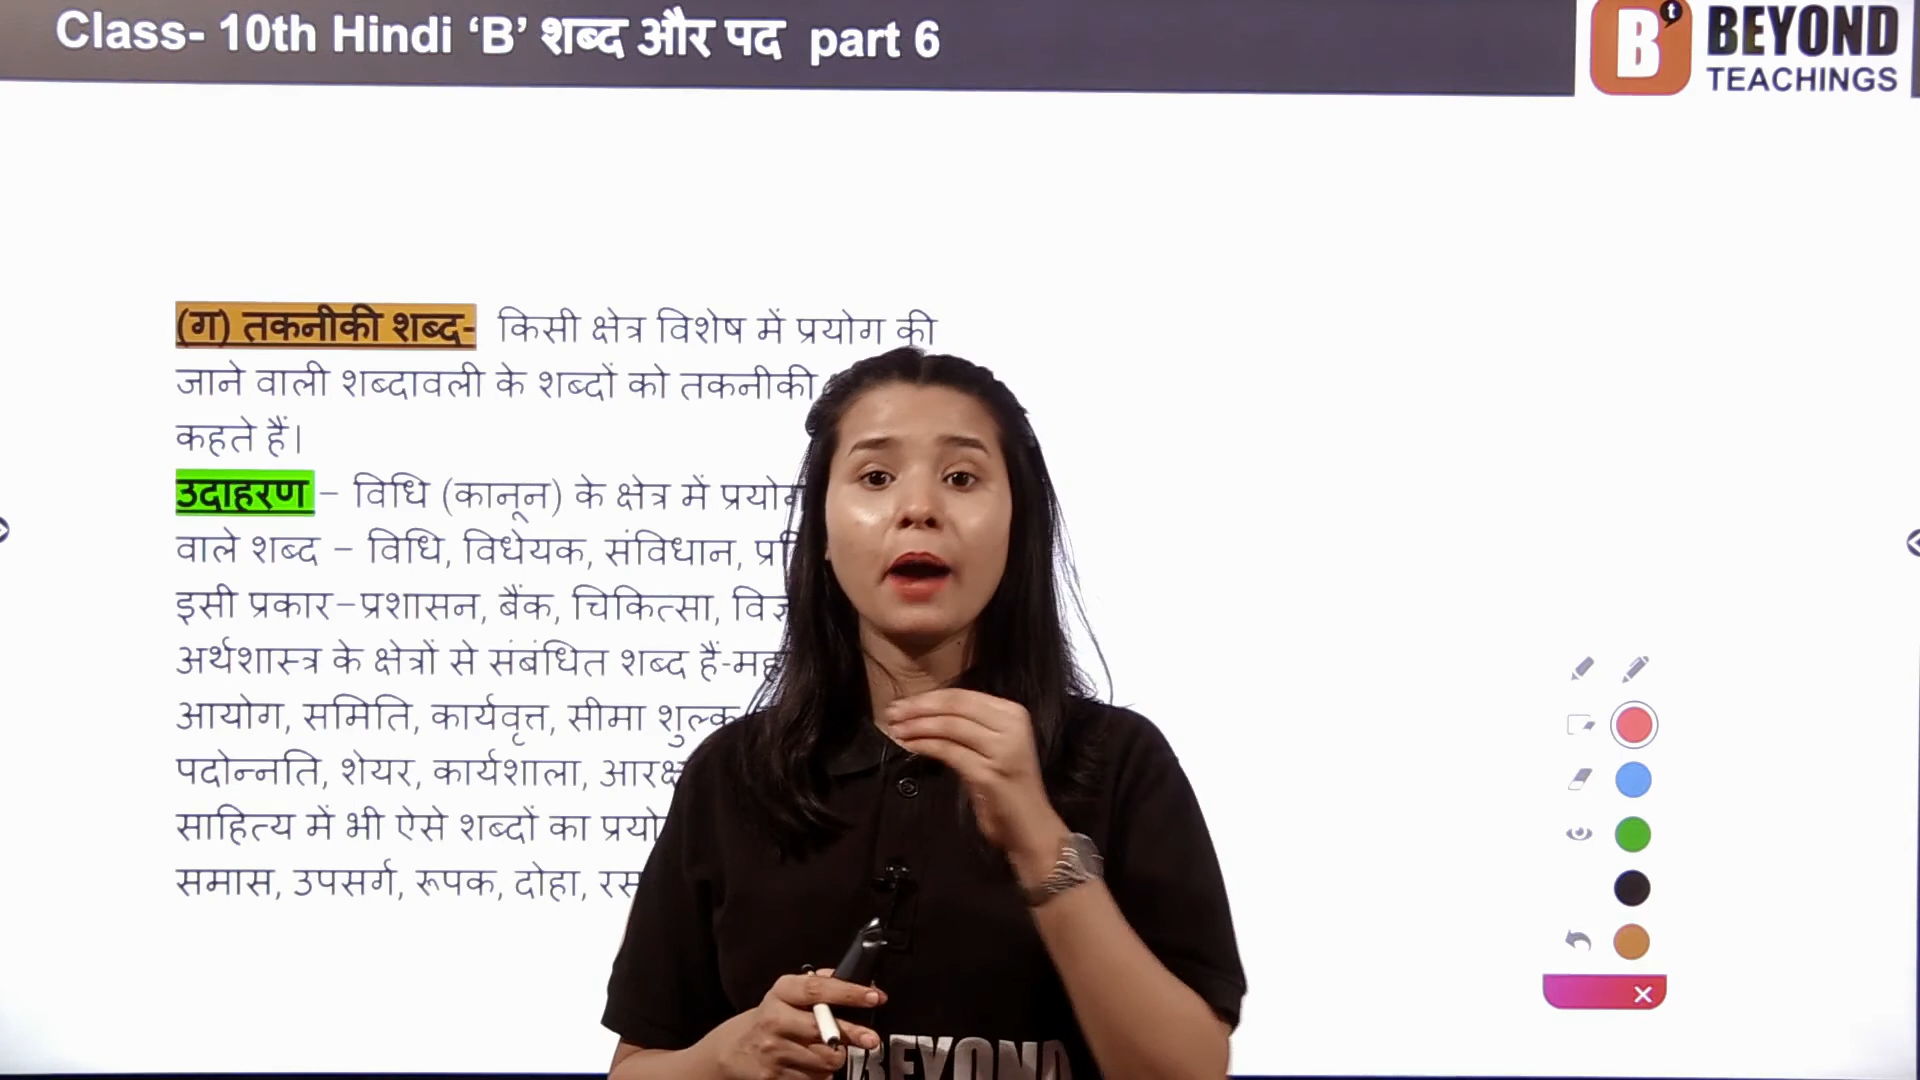 Class- 10th Hindi ‘B’ शब्द और पद part 6
BEYOND
TEACHINGS
(ग) तकनीकी शब्द- किसी क्षेत्र विशेष में प्रयोग की
जाने वाली शब्दावली के शब्दों को तकनीकी
कहते हैं।
उदाहरण – विधि (कानून) के क्षेत्र में
वाले शब्द – विधि, विधेयक, संविधान,
इसी प्रकार–प्रशासन, बैंक, चिकित्सा,
अर्थशास्त्र के क्षेत्रों से संबंधित शब्द हैं-
आयोग, समिति, कार्यवृत्त, सीमा शुल्क
पदोन्नति, शेयर, कार्यशाला,
साहित्य में भी ऐसे शब्दों का
समास, उपसर्ग, रूपक, दोहा,
BEYOND